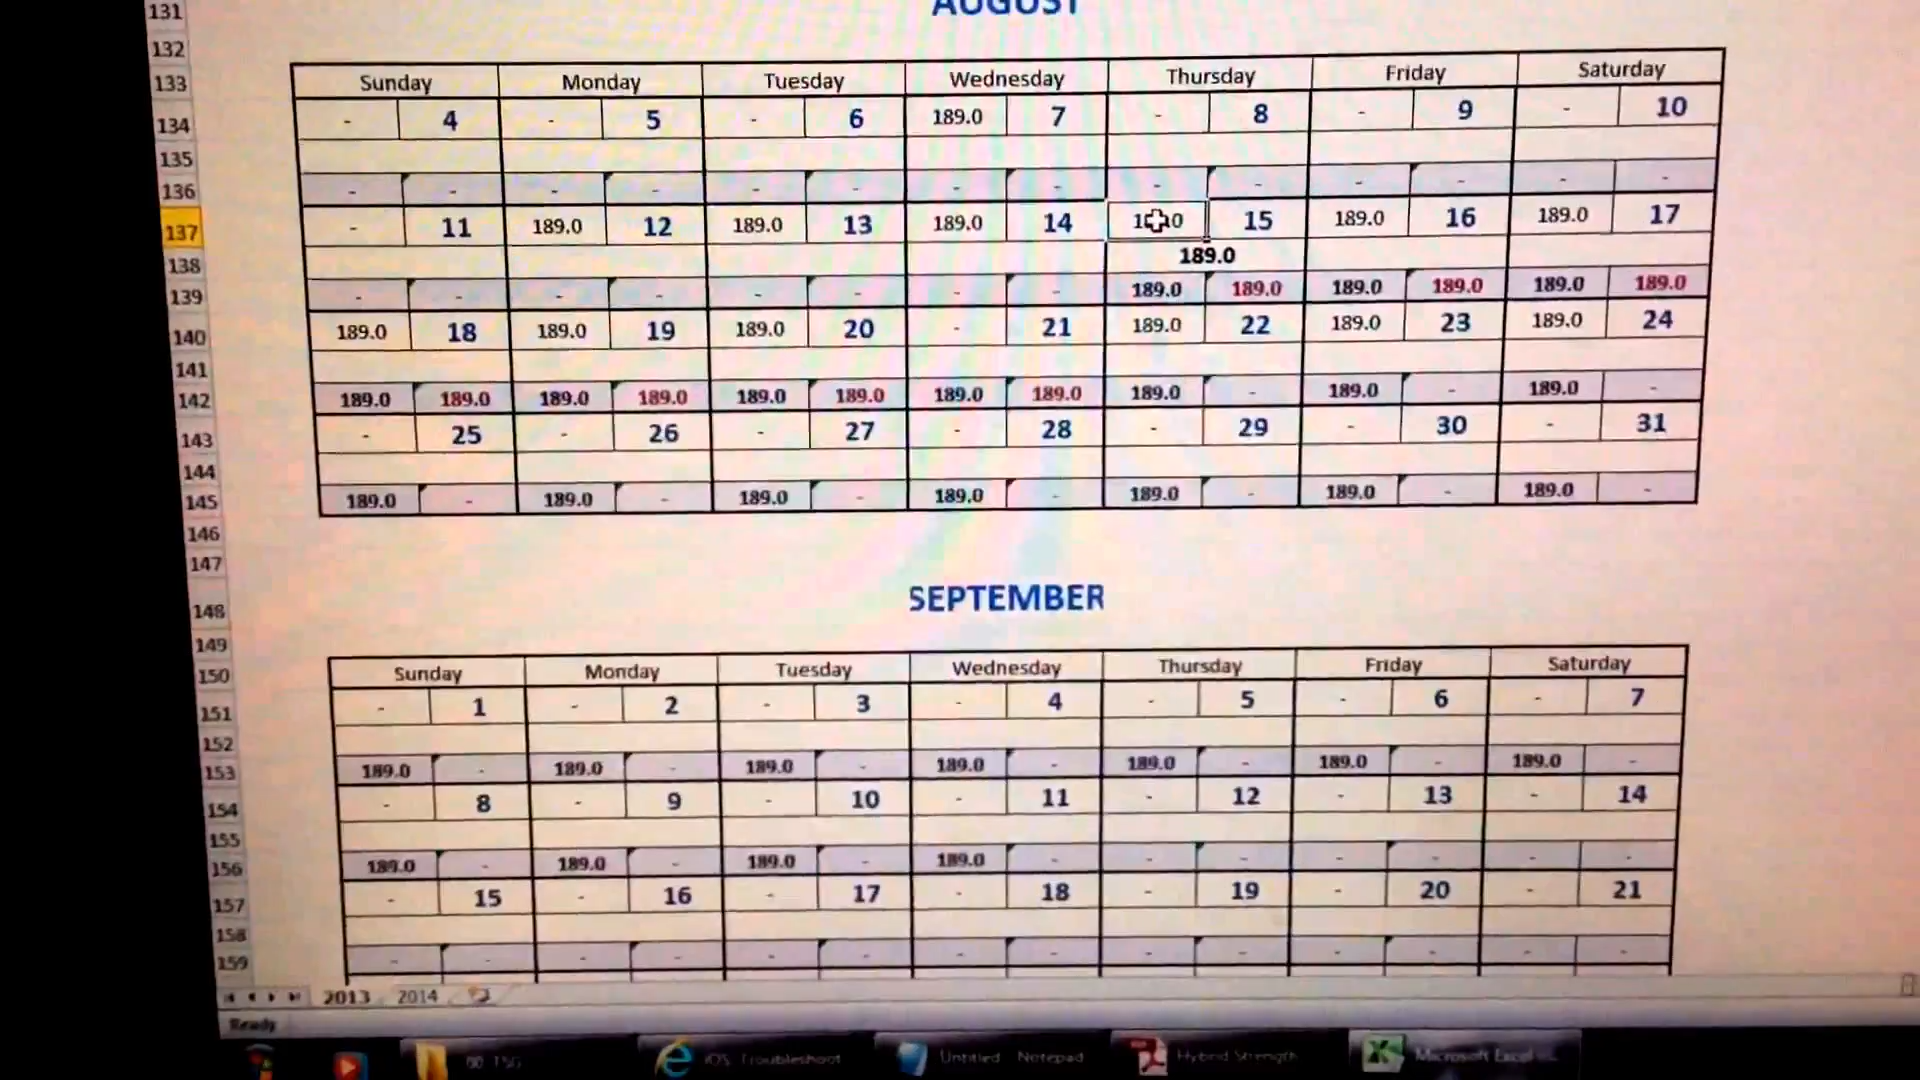 AUGUST
131
132
133 Sunday Monday Tuesday Wednesday Thursday Friday Saturday
134 - 4 - 5 - 6 189.0 7 - 8 - 9 - 10
135
136 - - - - - - - - - - - - - -
137 - 11 189.0 12 189.0 13 189.0 14 15 189.0 16 189.0 17
138 189.0
139 - - - - - - - - 189.0 189.0 189.0 189.0 189.0 189.0
140 189.0 18 189.0 19 189.0 20 - 21 189.0 22 189.0 23 189.0 24
141
142 189.0 189.0 189.0 189.0 189.0 189.0 189.0 189.0 189.0 - 189.0 - 189.0 -
143 - 25 - 26 - 27 - 28 - 29 - 30 - 31
144
145 189.0 - 189.0 - 189.0 - 189.0 - 189.0 - 189.0 - 189.0 -
146
147
148 SEPTEMBER
149
150 Sunday Monday Tuesday Wednesday Thursday Friday Saturday
151 - 1 - 2 - 3 - 4 - 5 - 6 - 7
152
153 189.0 - 189.0 - 189.0 - 189.0 - 189.0 - 189.0 - 189.0 -
154 - 8 - 9 - 10 - 11 - 12 - 13 - 14
155
156 189.0 - 189.0 - 189.0 - 189.0 - - - - - - -
157 - 15 - 16 - 17 - 18 - 19 - 20 - 21
158
159 - - - - - - - - - - - - - -
2013 2014
Ready
TSG iOS Troubleshoot Untitled - Notepad Hybrid Strength Microsoft Excel